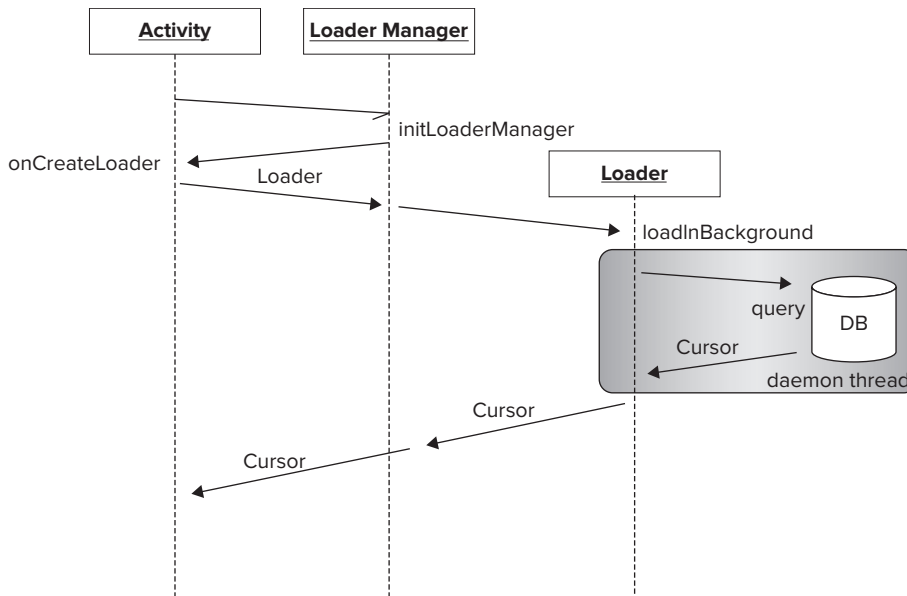 Activity
Loader Manager
initLoaderManager
onCreateLoader
Loader
Loader
loadInBackground
query
DB
Cursor
daemon thread
Cursor
Cursor